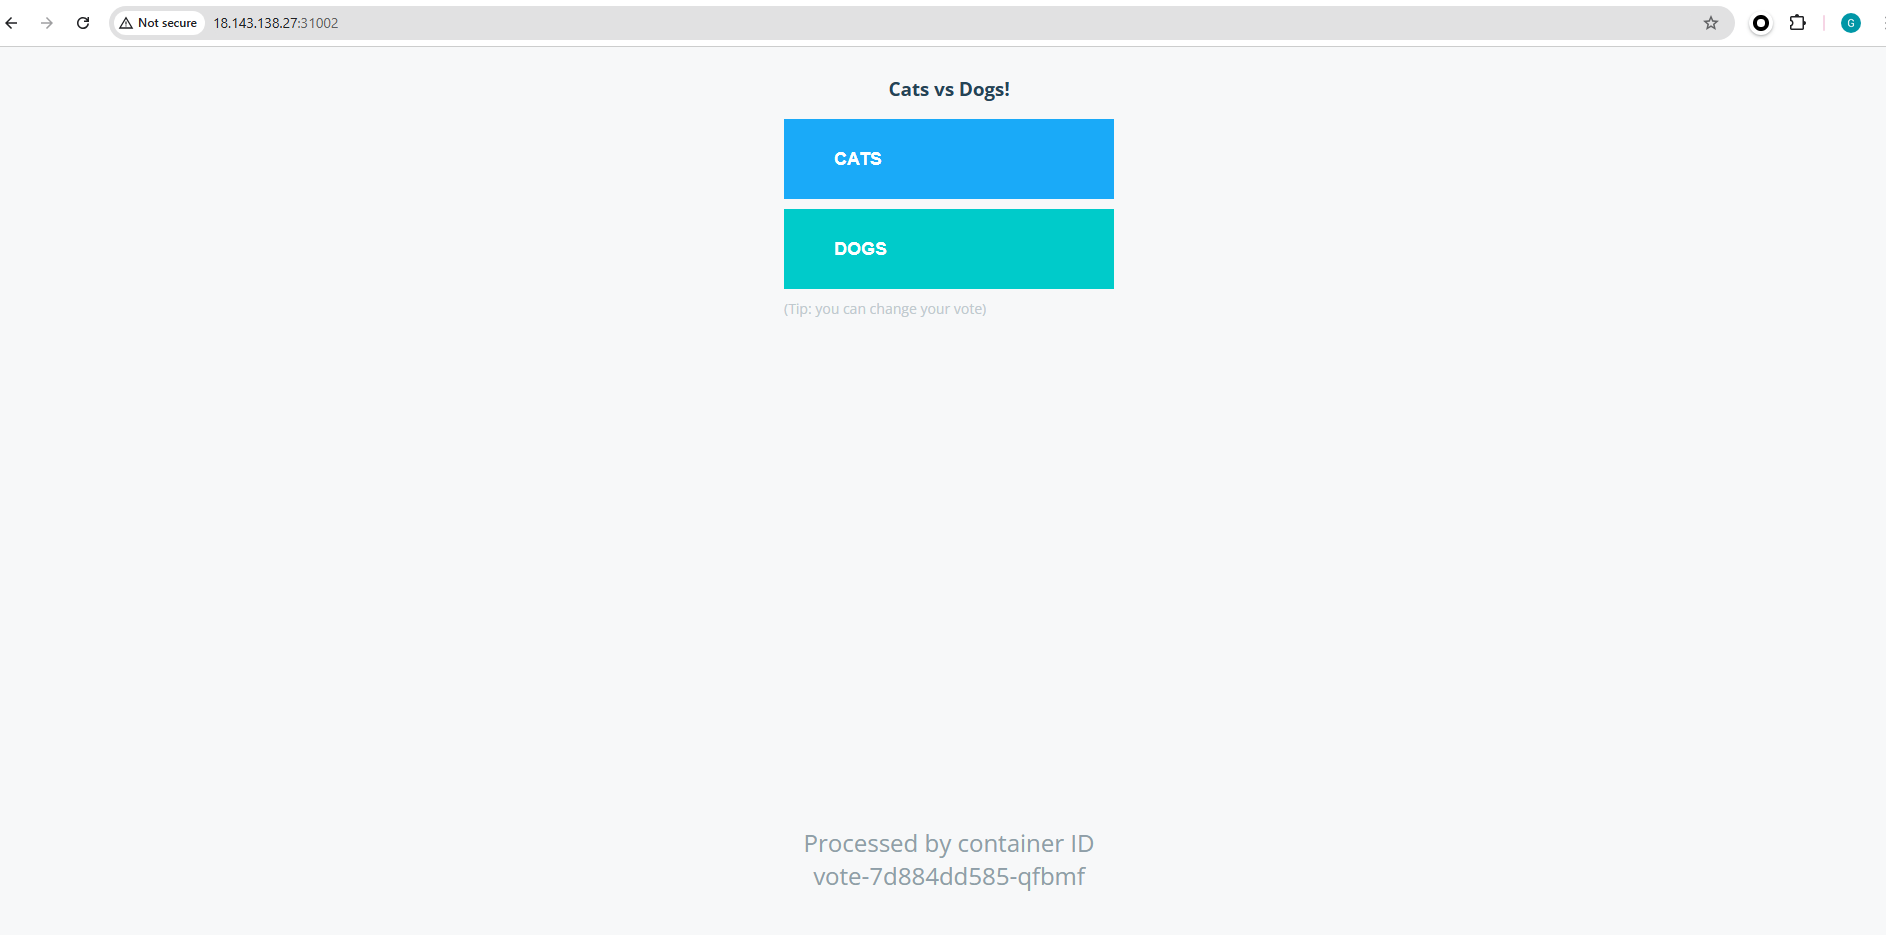 Not secure 18.143.138.27:31002
G
Cats vs Dogs!
CATS
DOGS
(Tip: you can change your vote)
Processed by container ID
vote-7d884dd585-qfbmf